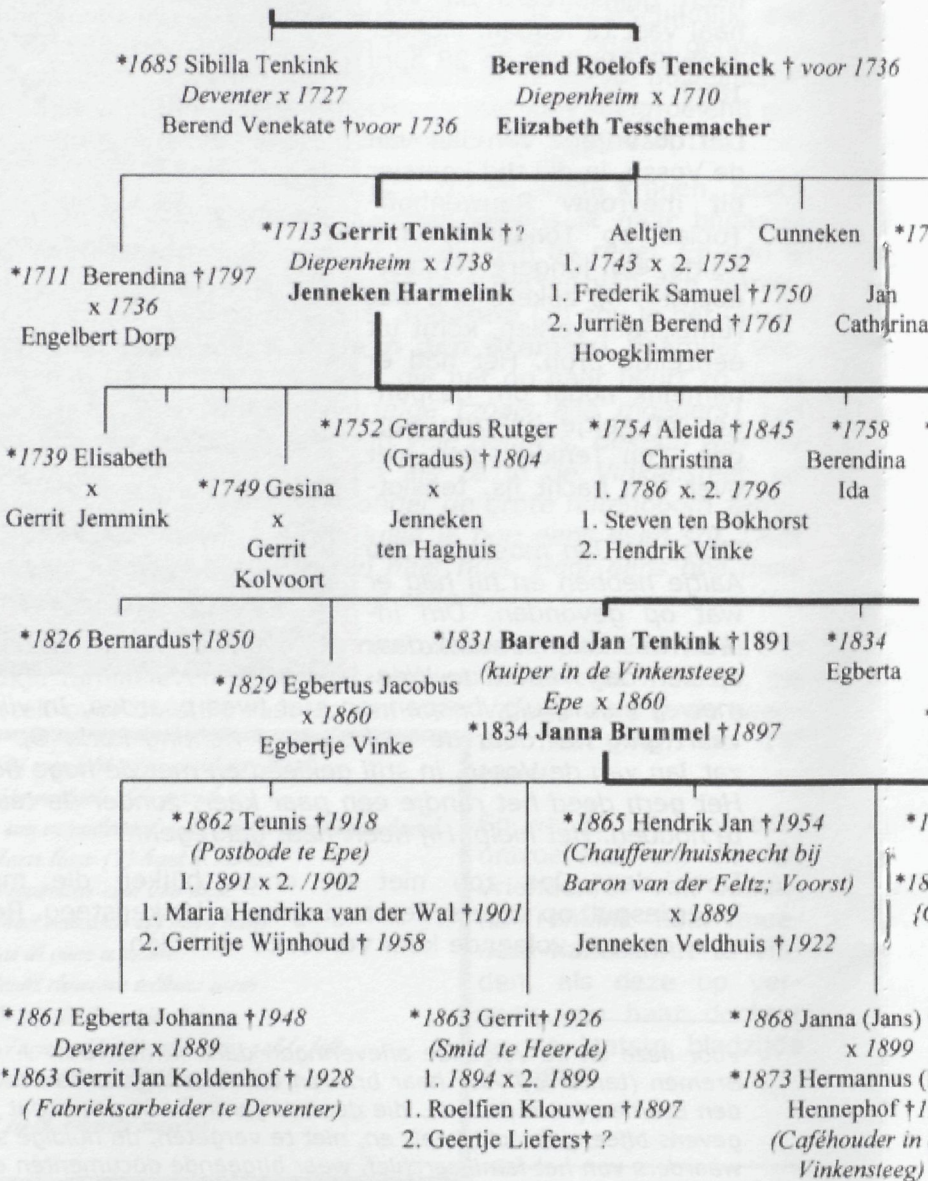 *1685 Sibilla Tenkink
Deventer x 1727
Berend Venekate †voor 1736
Berend Roelofs Tenckinck † voor 1736
Diepenheim x 1710
Elizabeth Tesschemacher
*1711 Berendina †1797
x 1736
Engelbert Dorp
*1713 Gerrit Tenkink † ?
Diepenheim x 1738
Jenneken Harmelink
Aeltjen
1. 1743 x 2. 1752
1. Frederik Samuel †1750
2. Jurriën Berend †1761
Hoogklimmer
Cunneken
Jan
Catharina
*17
*1739 Elisabeth
x
Gerrit Jemmink
*1749 Gesina
x
Gerrit
Kolvoort
*1752 Gerardus Rutger
(Gradus) †1804
x
Jenneken
ten Haghuis
*1754 Aleida †1845
Christina
1. 1786 x. 2. 1796
1. Steven ten Bokhorst
2. Hendrik Vinke
*1758
Berendina
Ida
*1826 Bernardus†1850
*1829 Egbertus Jacobus
x 1860
Egbertje Vinke
*1831 Barend Jan Tenkink †1891
(kuiper in de Vinkensteeg)
Epe x 1860
*1834 Janna Brummel †1897
*1834
Egberta
*1862 Teunis †1918
(Postbode te Epe)
1. 1891 x 2. /1902
1. Maria Hendrika van der Wal †1901
2. Gerritje Wijnhoud † 1958
*1865 Hendrik Jan †1954
(Chauffeur/huisknecht bij
Baron van der Feltz; Voorst)
x 1889
Jenneken Veldhuis †1922
*1861 Egberta Johanna †1948
Deventer x 1889
*1863 Gerrit Jan Koldenhof † 1928
( Fabrieksarbeider te Deventer)
*1863 Gerrit†1926
(Smid te Heerde)
1. 1894 x 2. 1899
1. Roelfien Klouwen †1897
2. Geertje Liefers† ?
*1868 Janna (Jans)
x 1899
*1873 Hermannus (
Hennephof †1
(Caféhouder in
Vinkensteeg)